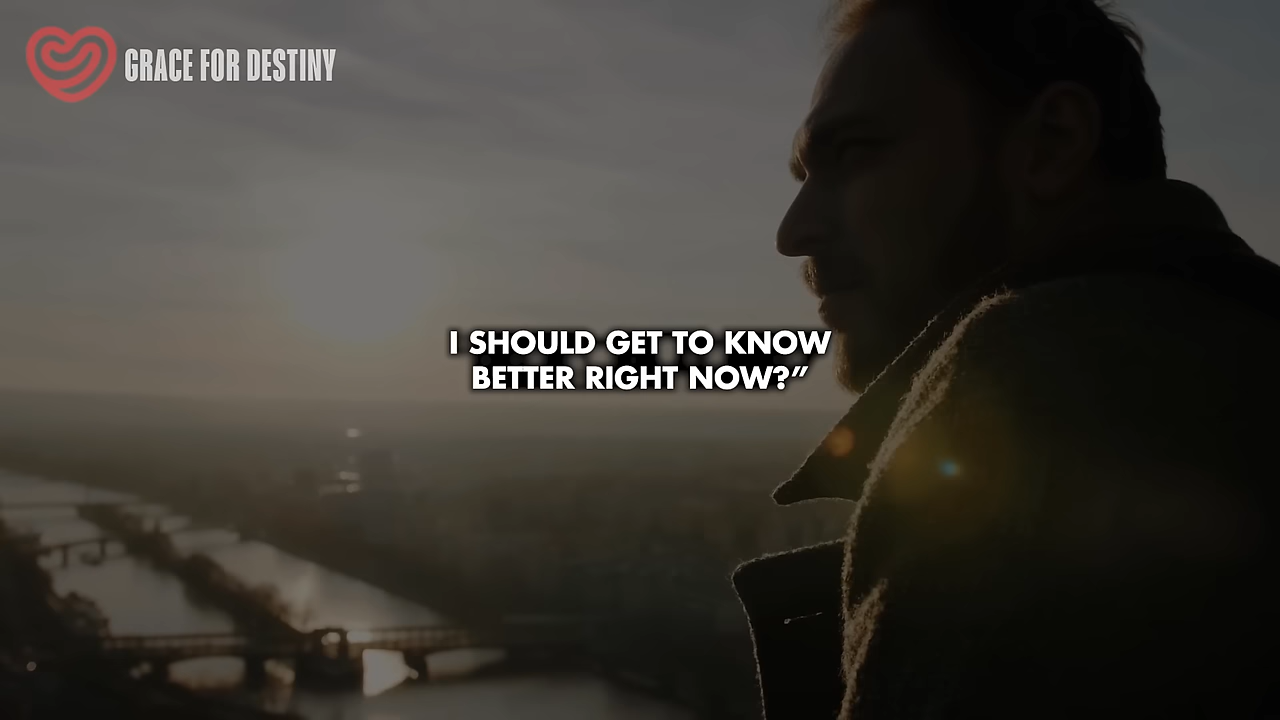 GRACE FOR DESTINY
I SHOULD GET TO KNOW
BETTER RIGHT NOW?”